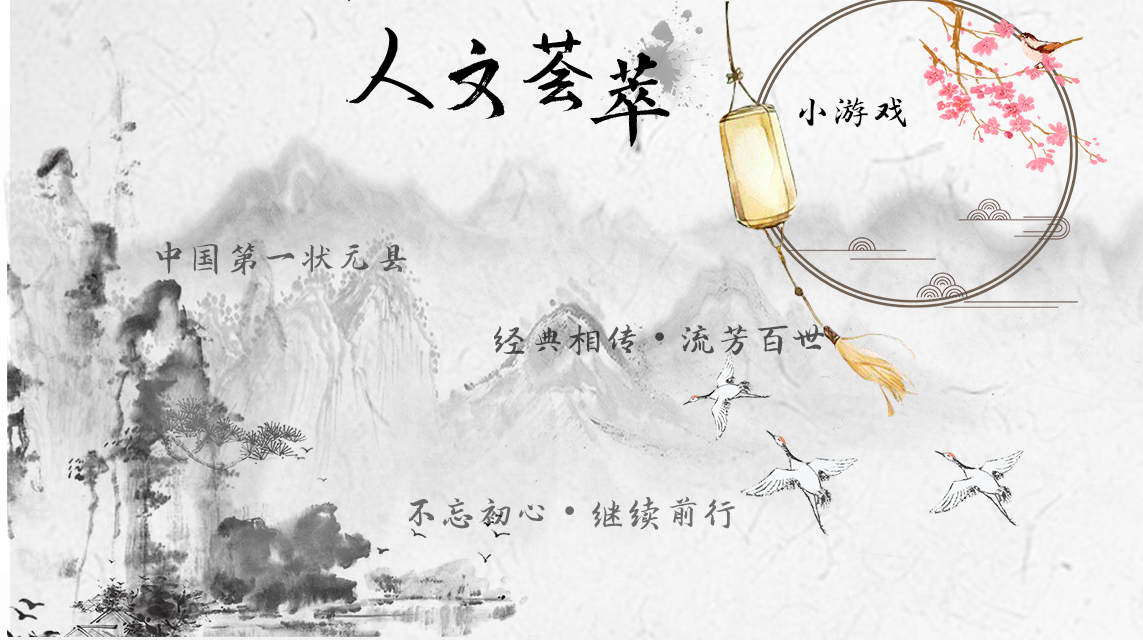 人文荟萃
小游戏
中国第一状元县
经典相传·流芳百世
不忘初心·继续前行